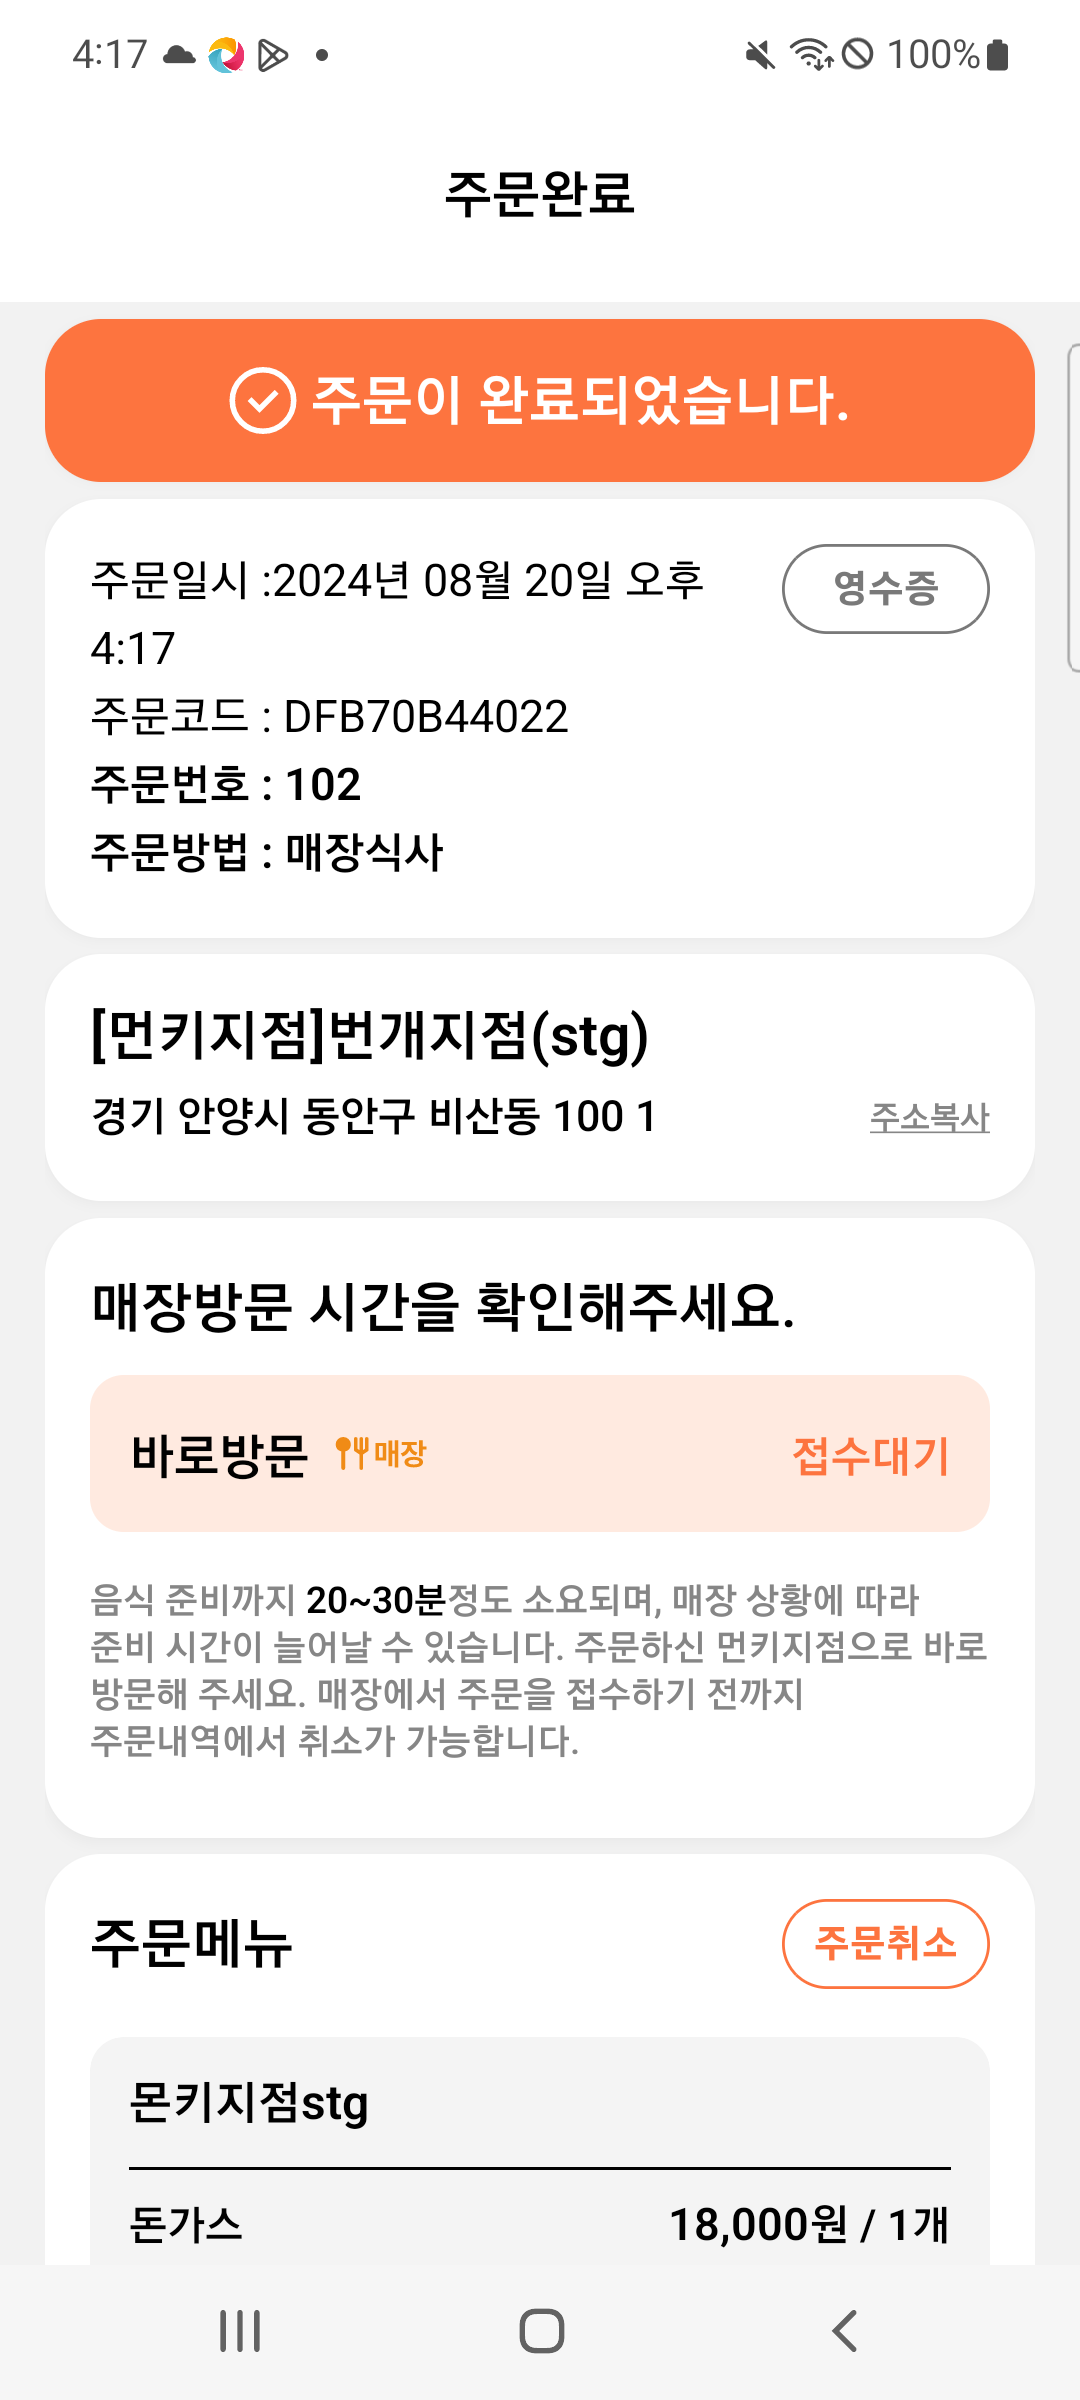 4:17
100%
주문완료
주문이 완료되었습니다.
주문일시 :2024년 08월 20일 오후
4:17
영수증
주문코드 : DFB70B44022
주문번호 : 102
주문방법 : 매장식사
[먼키지점]번개지점(stg)
경기 안양시 동안구 비산동 100 1
주소복사
매장방문 시간을 확인해주세요.
바로방문 매장 접수대기
음식 준비까지 20~30분정도 소요되며, 매장 상황에 따라
준비 시간이 늘어날 수 있습니다. 주문하신 먼키지점으로 바로
방문해 주세요. 매장에서 주문을 접수하기 전까지
주문내역에서 취소가 가능합니다.
주문메뉴
주문취소
몬키지점stg
돈가스 18,000원 / 1개